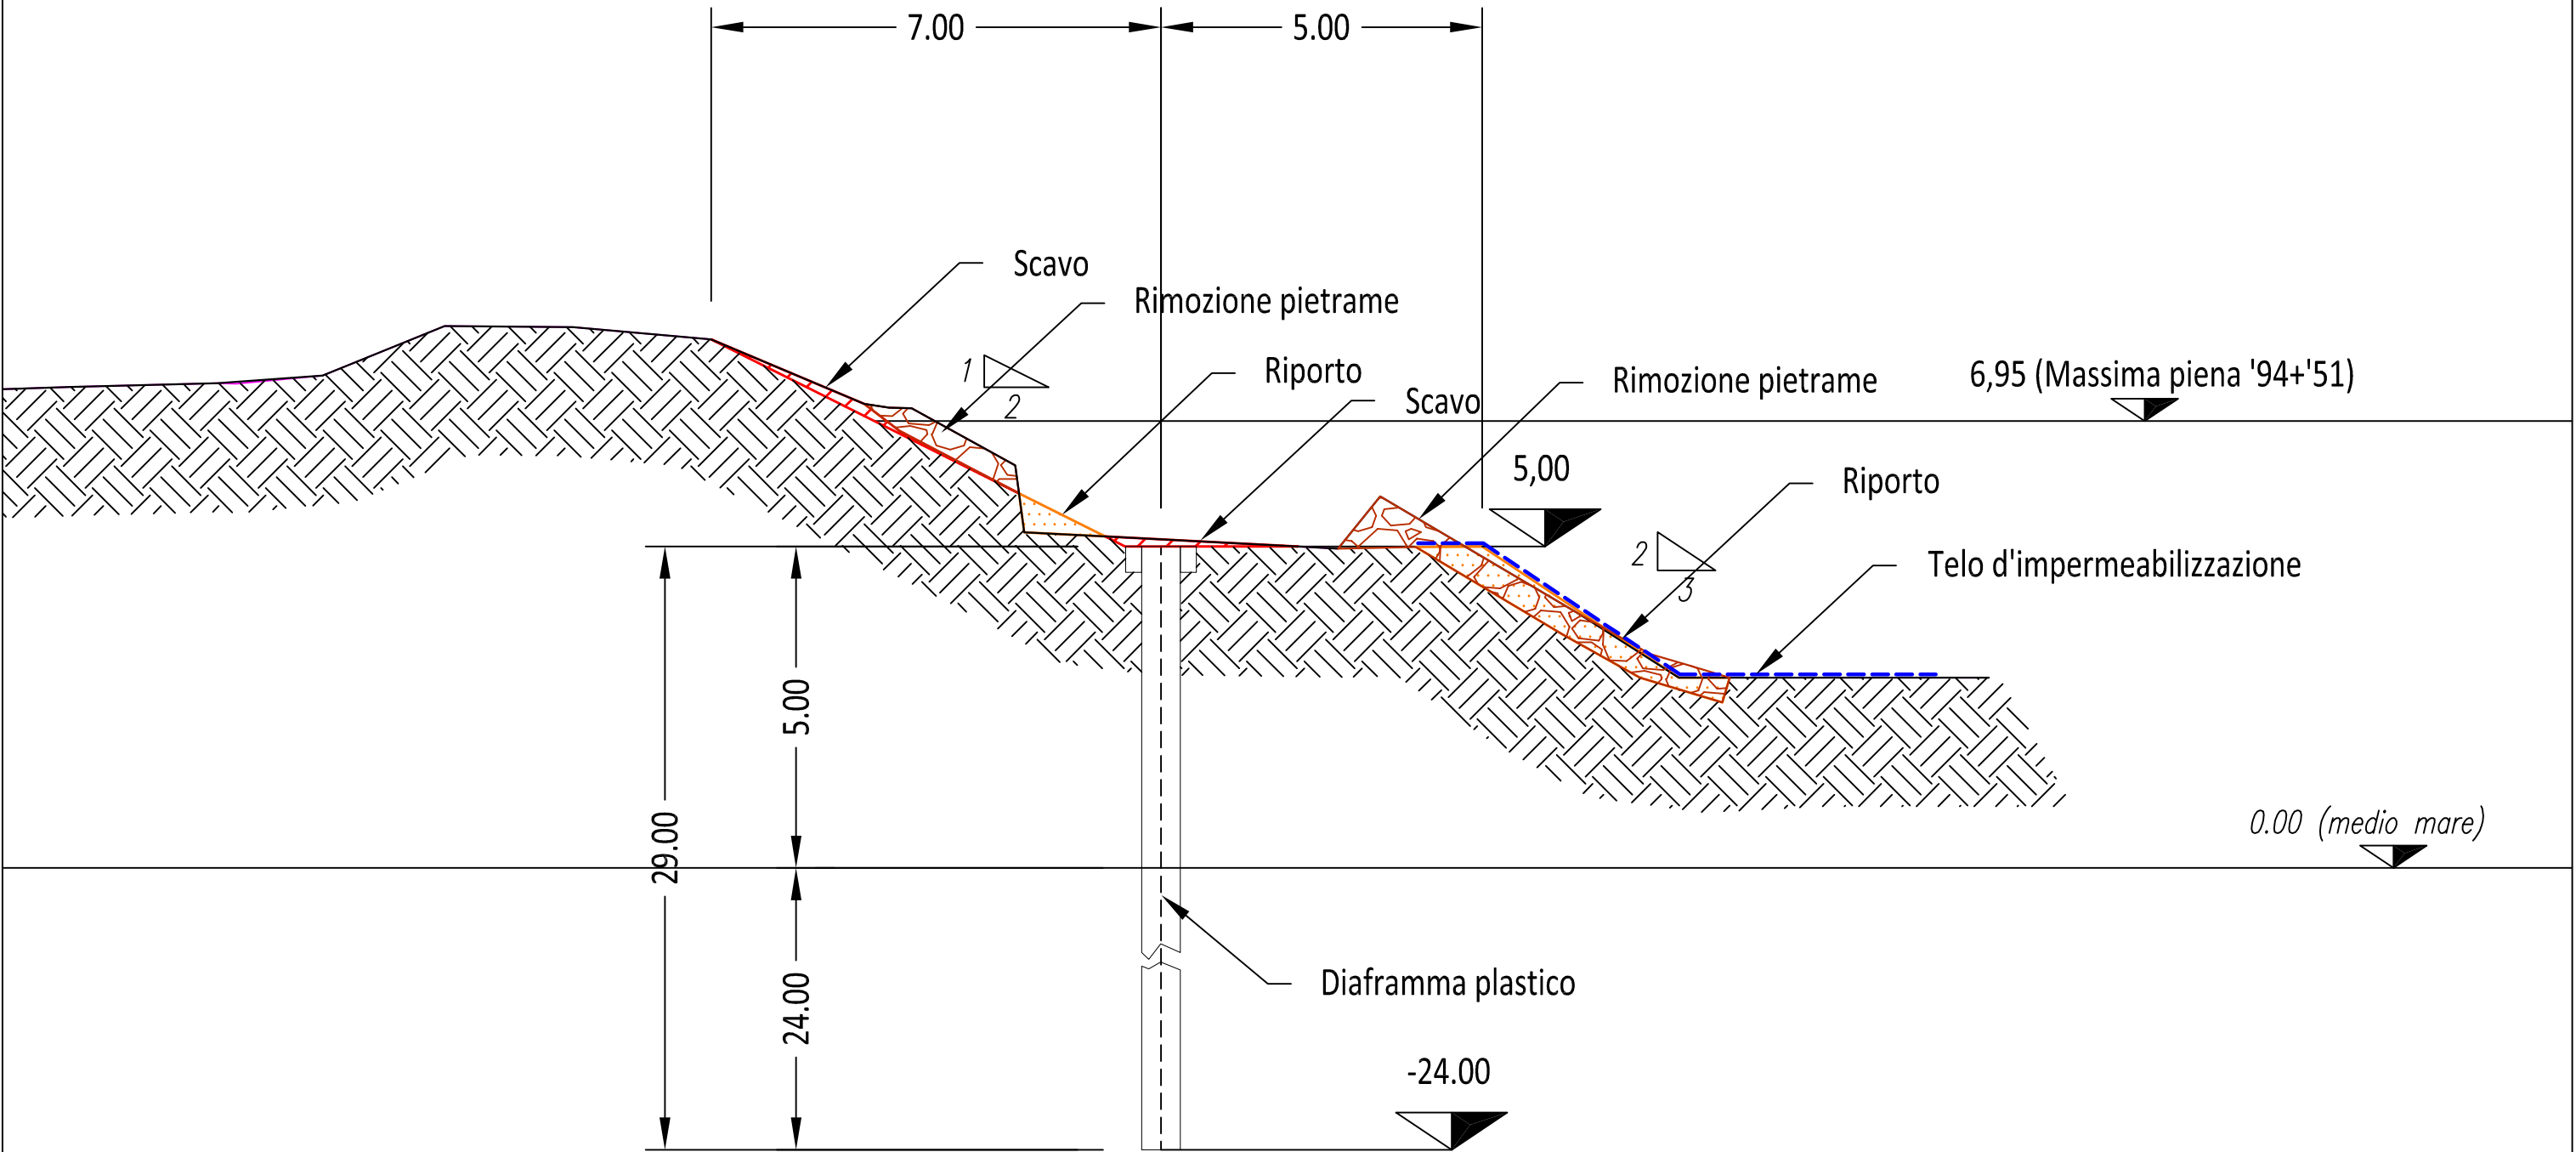 7.00
5.00
Scavo
Rimozione pietrame
1
2
Riporto
Scavo
Rimozione pietrame
6,95 (Massima piena '94+'51)
5,00
Riporto
2
3
Telo d'impermeabilizzazione
5.00
29.00
0.00 (medio mare)
24.00
Diaframma plastico
-24.00